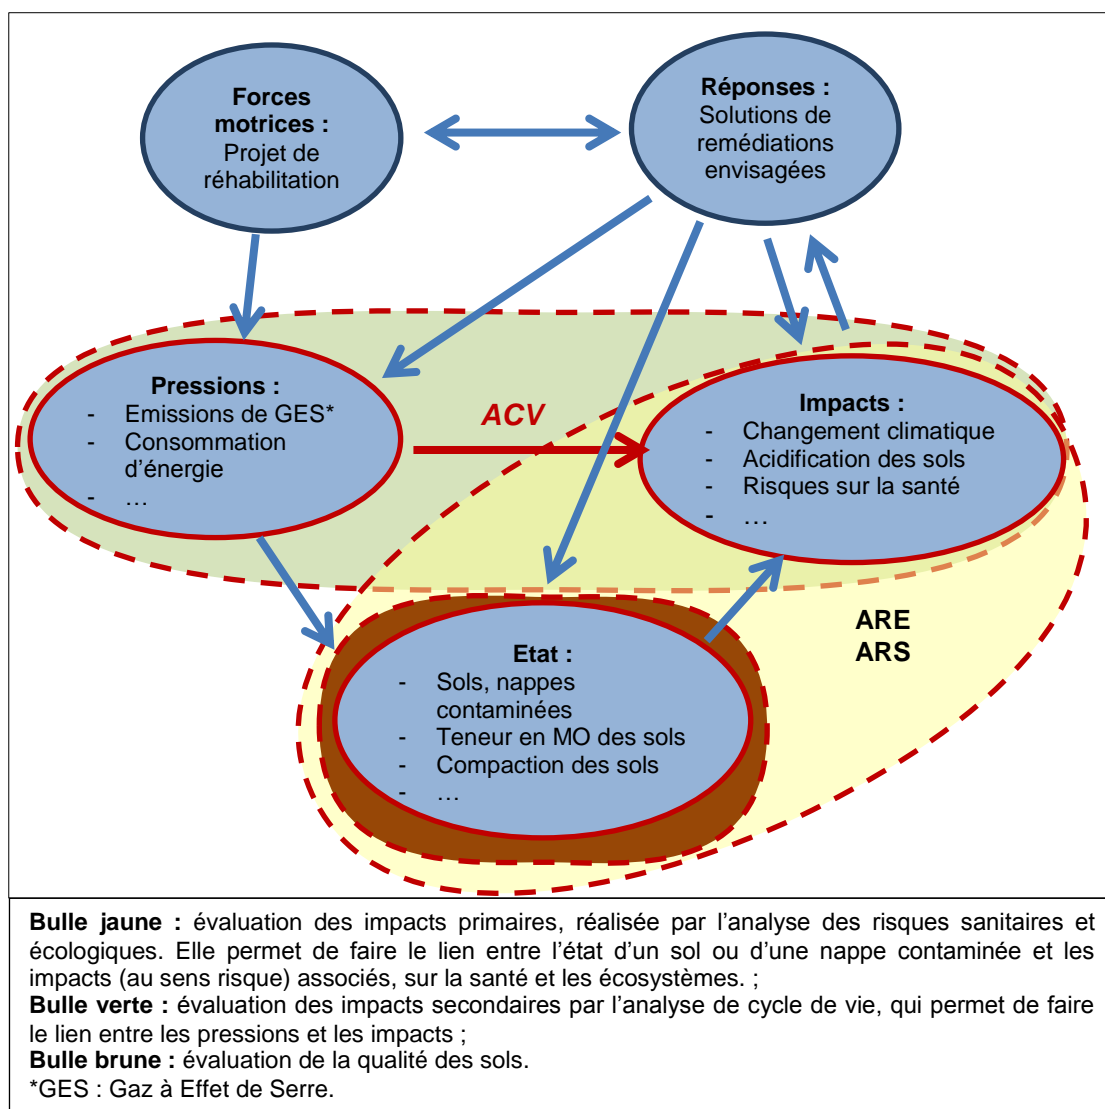 Forces
motrices :
Projet de
réhabilitation
Réponses :
Solutions de
remédiations
envisagées
Pressions :
- Emissions de GES*
- Consommation
d’énergie
- …
ACV
Impacts :
- Changement climatique
- Acidification des sols
- Risques sur la santé
- …
ARE
ARS
Etat :
- Sols, nappes
contaminées
- Teneur en MO des sols
- Compaction des sols
- …
Bulle jaune : évaluation des impacts primaires, réalisée par l’analyse des risques sanitaires et
écologiques. Elle permet de faire le lien entre l’état d’un sol ou d’une nappe contaminée et les
impacts (au sens risque) associés, sur la santé et les écosystèmes. ;
Bulle verte : évaluation des impacts secondaires par l’analyse de cycle de vie, qui permet de faire
le lien entre les pressions et les impacts ;
Bulle brune : évaluation de la qualité des sols.
*GES : Gaz à Effet de Serre.